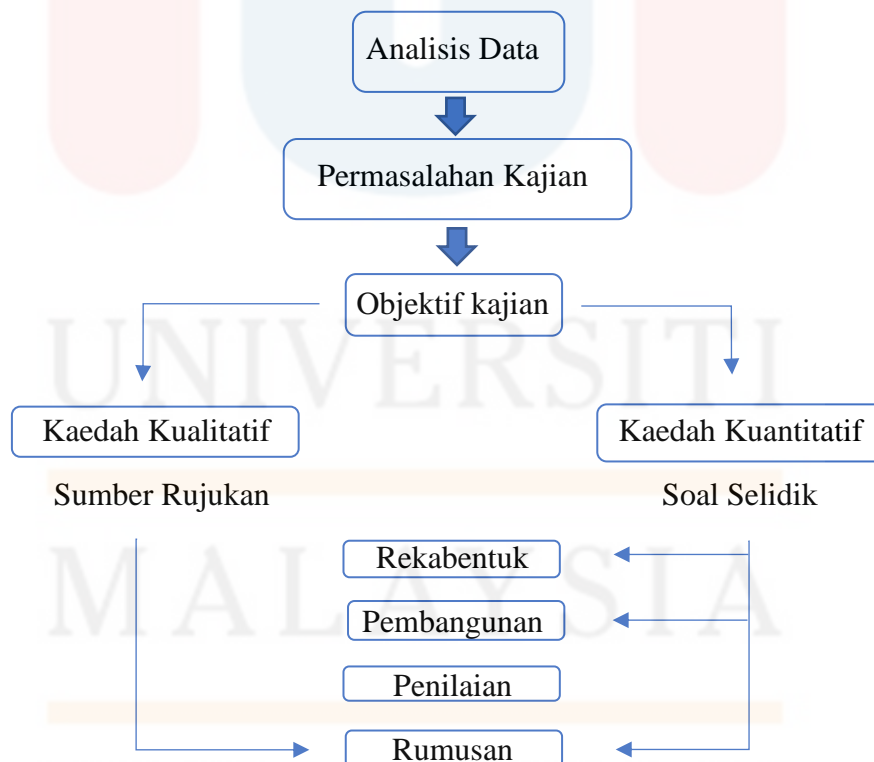 Analisis Data
Permasalahan Kajian
Objektif kajian
UNIVERSITI
Kaedah Kualitatif
Kaedah Kuantitatif
Sumber Rujukan
Soal Selidik
Rekabentuk
MALAYSIA
Pembangunan
Penilaian
Rumusan